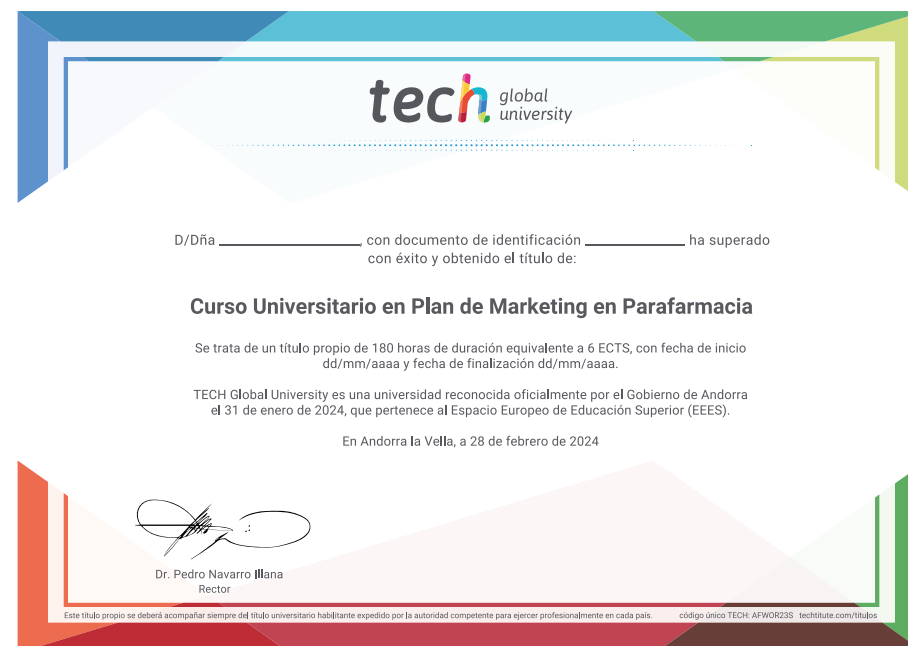 tech global university
D/Dña ______________________, con documento de identificación ________________ ha superado
con éxito y obtenido el título de:
Curso Universitario en Plan de Marketing en Parafarmacia
Se trata de un título propio de 180 horas de duración equivalente a 6 ECTS, con fecha de inicio
dd/mm/aaaa y fecha de finalización dd/mm/aaaa.
TECH Global University es una universidad reconocida oficialmente por el Gobierno de Andorra
el 31 de enero de 2024, que pertenece al Espacio Europeo de Educación Superior (EEES).
En Andorra la Vella, a 28 de febrero de 2024
Dr. Pedro Navarro Illana
Rector
Este título propio se deberá acompañar siempre del título universitario habilitante expedido por la autoridad competente para ejercer profesionalmente en cada país. código único TECH: AFWOR23S techtitute.com/titulos